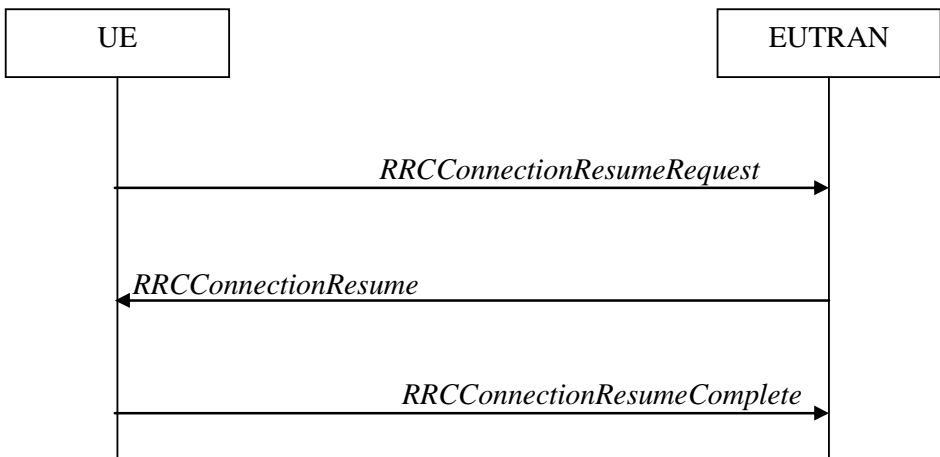 UE
EUTRAN
RRCConnectionResumeRequest
RRCConnectionResume
RRCConnectionResumeComplete